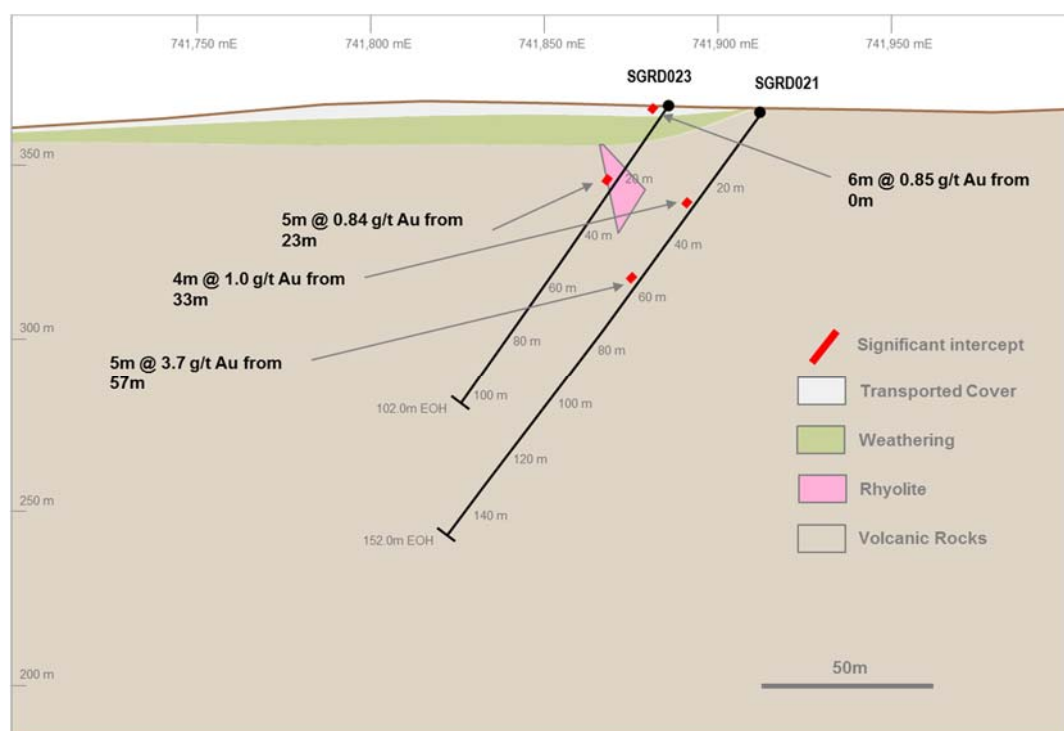 741,750 mE
741,800 mE
741,850 mE
741,900 mE
741,950 mE
SGRD023
SGRD021
350 m
300 m
250 m
200 m
6m @ 0.85 g/t Au from
0m
5m @ 0.84 g/t Au from
23m
4m @ 1.0 g/t Au from
33m
5m @ 3.7 g/t Au from
57m
20 m
40 m
60 m
80 m
100 m
102.0m EOH
20 m
40 m
60 m
80 m
100 m
120 m
140 m
152.0m EOH
Significant intercept
Transported Cover
Weathering
Rhyolite
Volcanic Rocks
50m